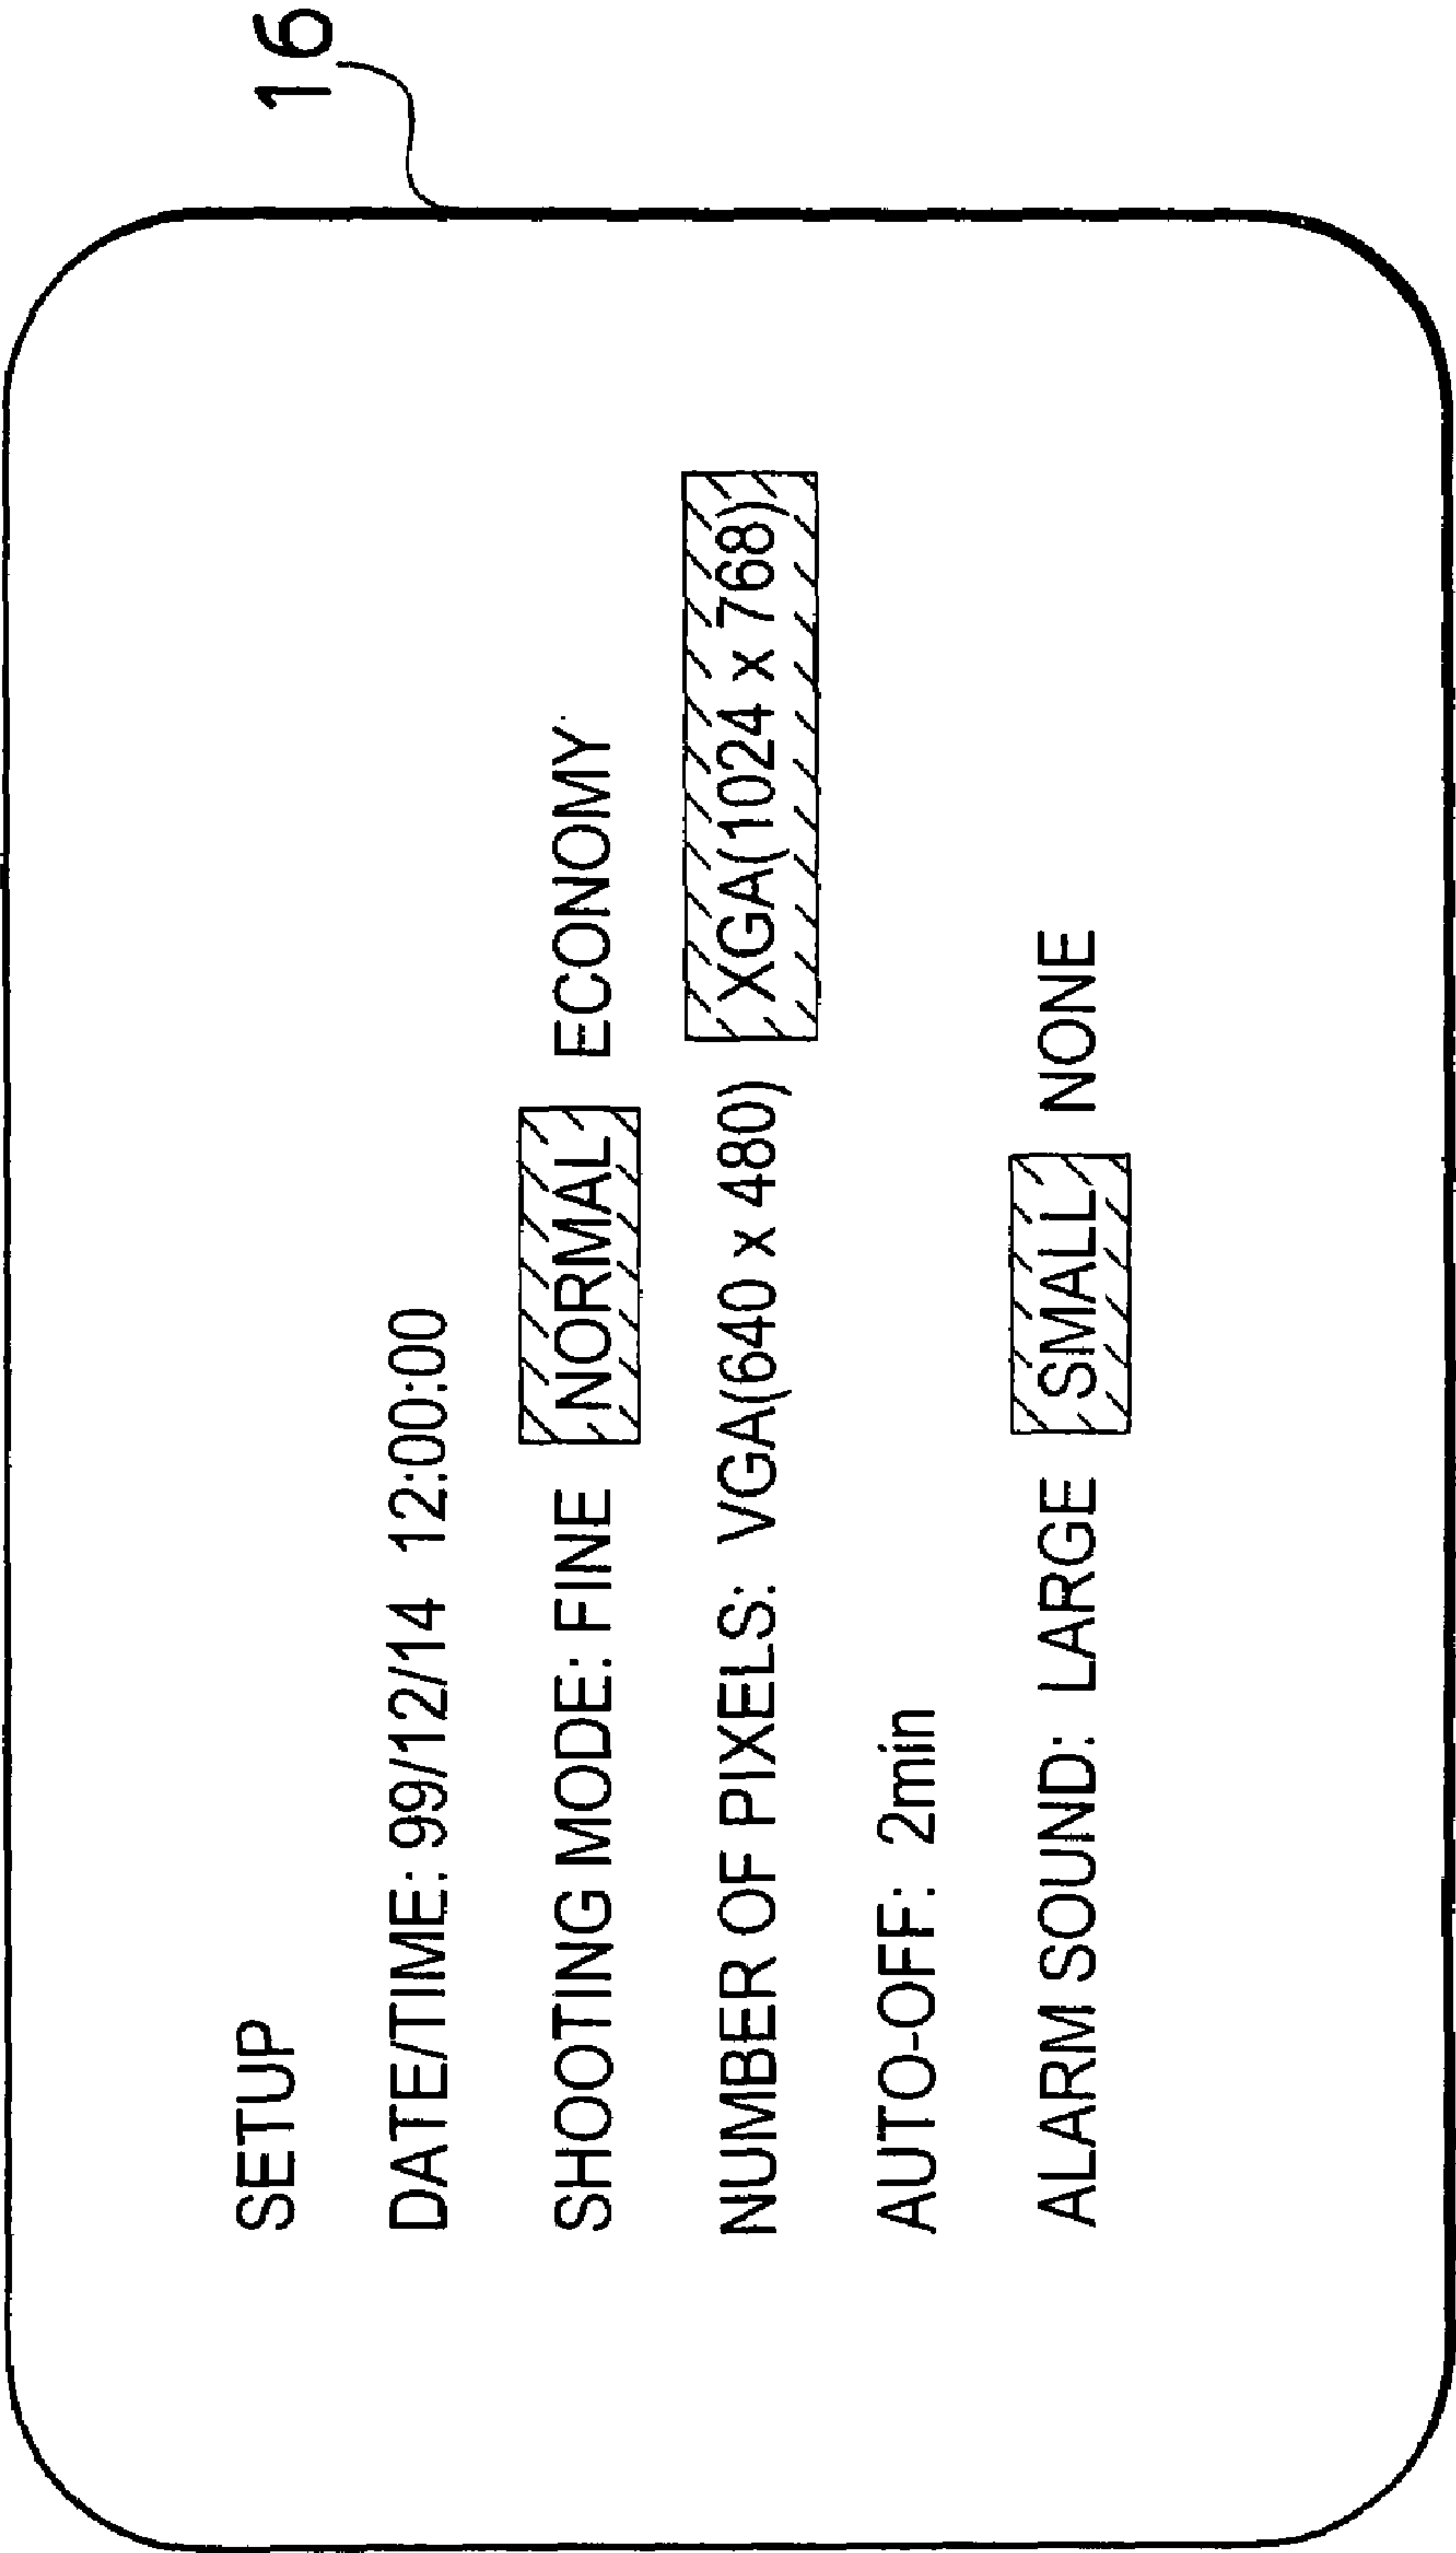 16
SETUP
DATE/TIME: 99/12/14 12:00:00
SHOOTING MODE: FINE NORMAL ECONOMY
NUMBER OF PIXELS: VGA(640 x 480) XGA(1024 x 768)
AUTO-OFF: 2min
ALARM SOUND: LARGE SMALL NONE